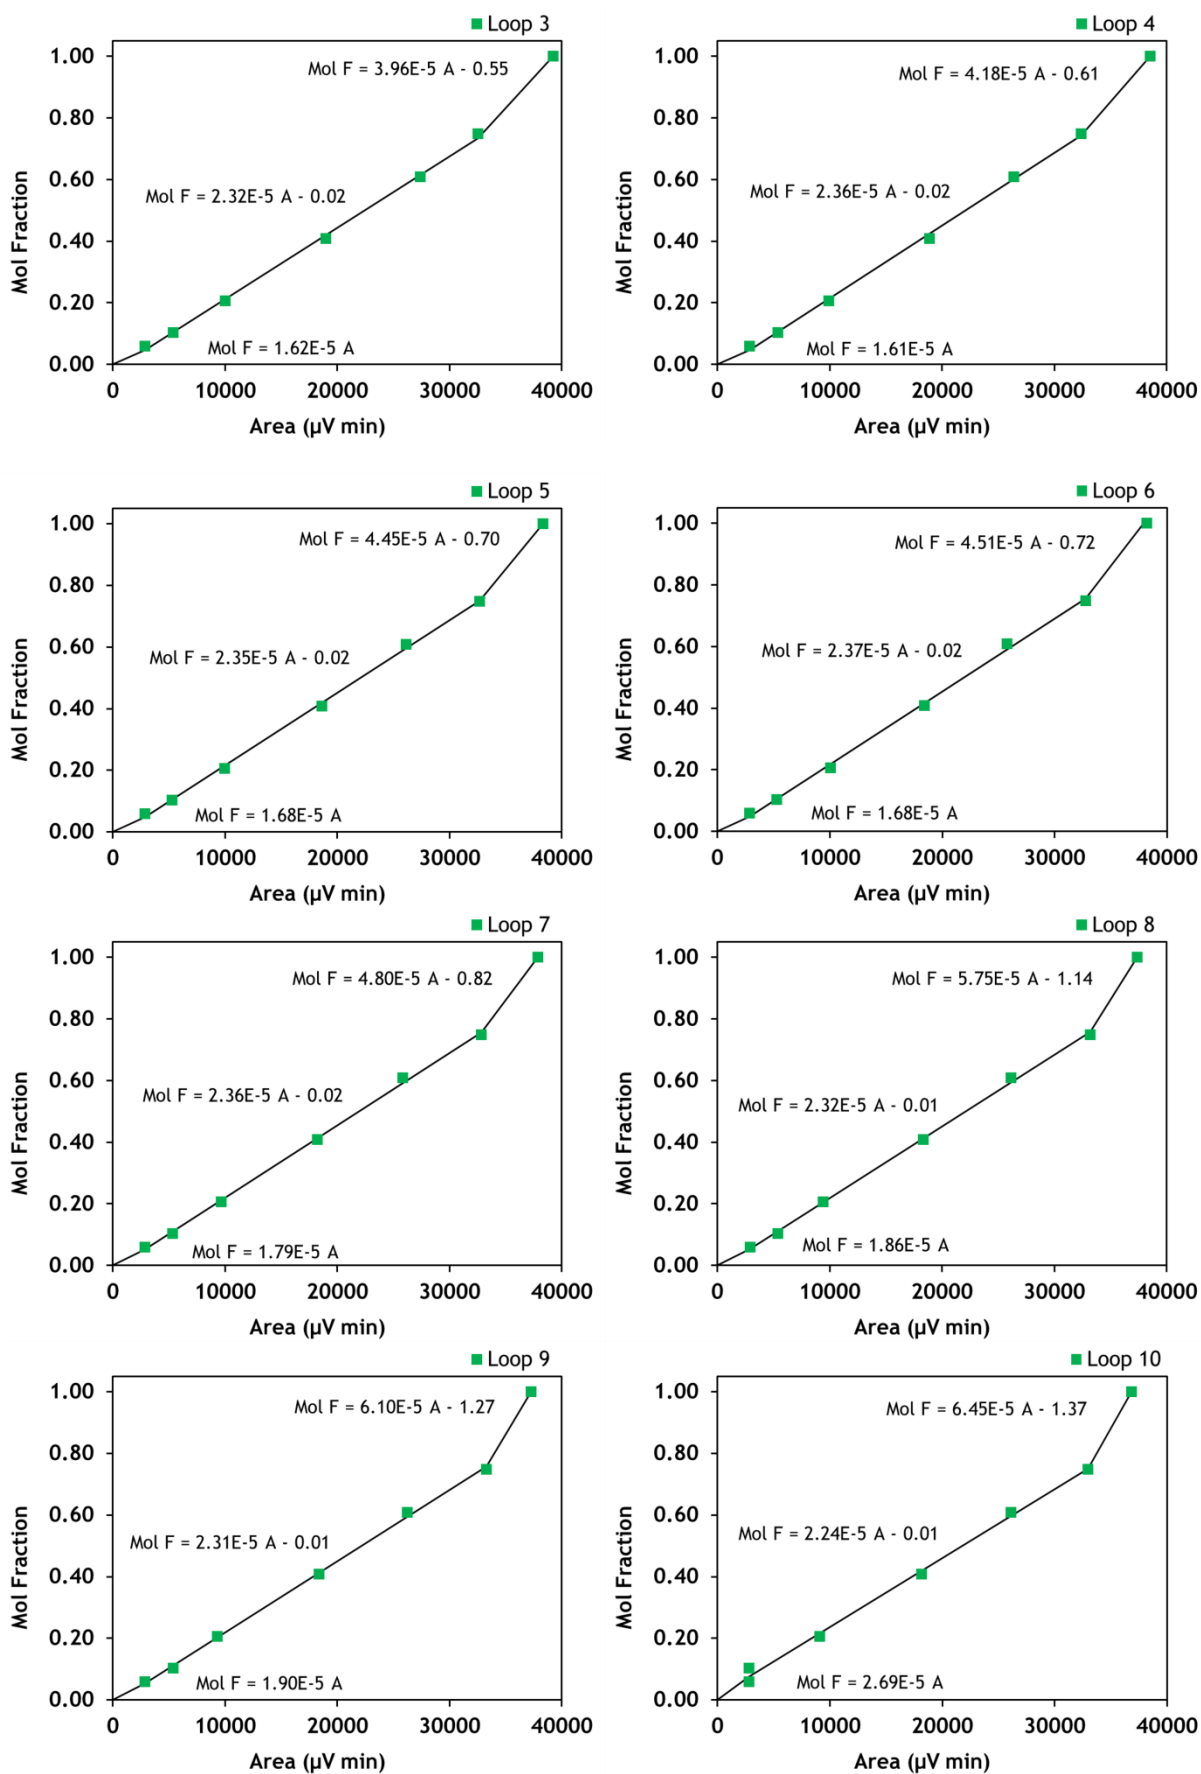 Loop 3
Mol Fraction
1.00
0.80
0.60
0.40
0.20
0.00
Mol F = 3.96E-5 A - 0.55
Mol F = 2.32E-5 A - 0.02
Mol F = 1.62E-5 A
0 10000 20000 30000 40000
Area (µV min)
Loop 4
Mol Fraction
1.00
0.80
0.60
0.40
0.20
0.00
Mol F = 4.18E-5 A - 0.61
Mol F = 2.36E-5 A - 0.02
Mol F = 1.61E-5 A
0 10000 20000 30000 40000
Area (µV min)
Loop 5
Mol Fraction
1.00
0.80
0.60
0.40
0.20
0.00
Mol F = 4.45E-5 A - 0.70
Mol F = 2.35E-5 A - 0.02
Mol F = 1.68E-5 A
0 10000 20000 30000 40000
Area (µV min)
Loop 6
Mol Fraction
1.00
0.80
0.60
0.40
0.20
0.00
Mol F = 4.51E-5 A - 0.72
Mol F = 2.37E-5 A - 0.02
Mol F = 1.68E-5 A
0 10000 20000 30000 40000
Area (µV min)
Loop 7
Mol Fraction
1.00
0.80
0.60
0.40
0.20
0.00
Mol F = 4.80E-5 A - 0.82
Mol F = 2.36E-5 A - 0.02
Mol F = 1.79E-5 A
0 10000 20000 30000 40000
Area (µV min)
Loop 8
Mol Fraction
1.00
0.80
0.60
0.40
0.20
0.00
Mol F = 5.75E-5 A - 1.14
Mol F = 2.32E-5 A - 0.01
Mol F = 1.86E-5 A
0 10000 20000 30000 40000
Area (µV min)
Loop 9
Mol Fraction
1.00
0.80
0.60
0.40
0.20
0.00
Mol F = 6.10E-5 A - 1.27
Mol F = 2.31E-5 A - 0.01
Mol F = 1.90E-5 A
0 10000 20000 30000 40000
Area (µV min)
Loop 10
Mol Fraction
1.00
0.80
0.60
0.40
0.20
0.00
Mol F = 6.45E-5 A - 1.37
Mol F = 2.24E-5 A - 0.01
Mol F = 2.69E-5 A
0 10000 20000 30000 40000
Area (µV min)